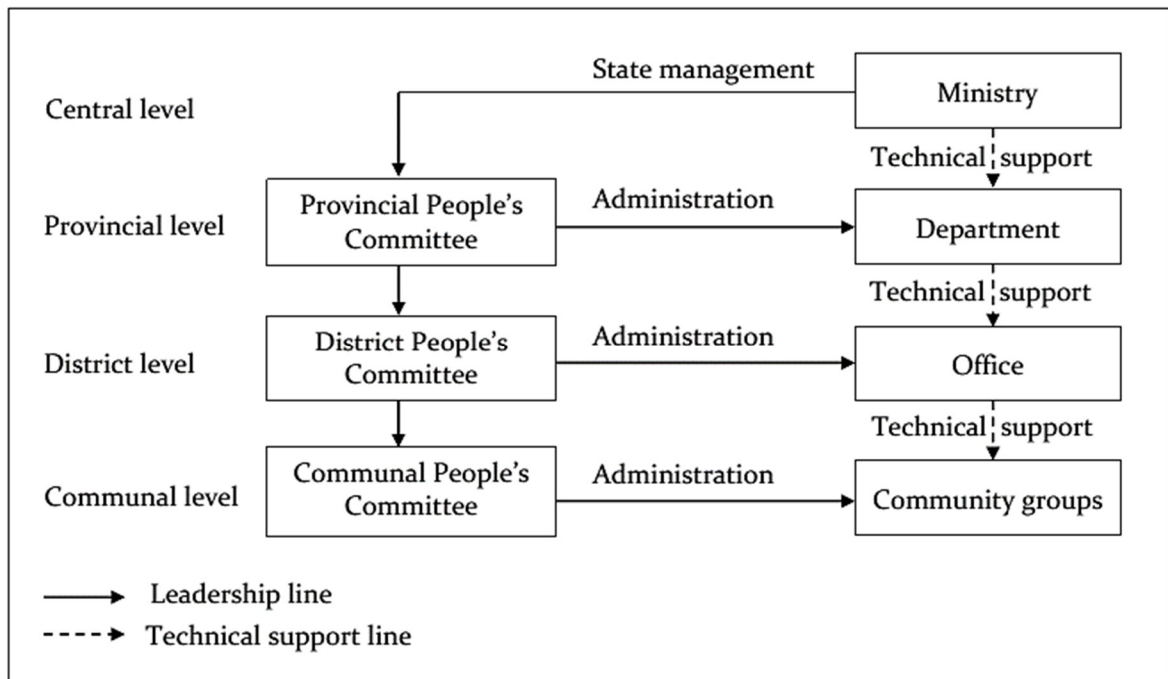 State management
Central level
Ministry
Technical support
Provincial level
Provincial People’s
Committee
Administration
Department
Technical support
District level
District People’s
Committee
Administration
Office
Technical support
Communal level
Communal People’s
Committee
Administration
Community groups
Leadership line
Technical support line